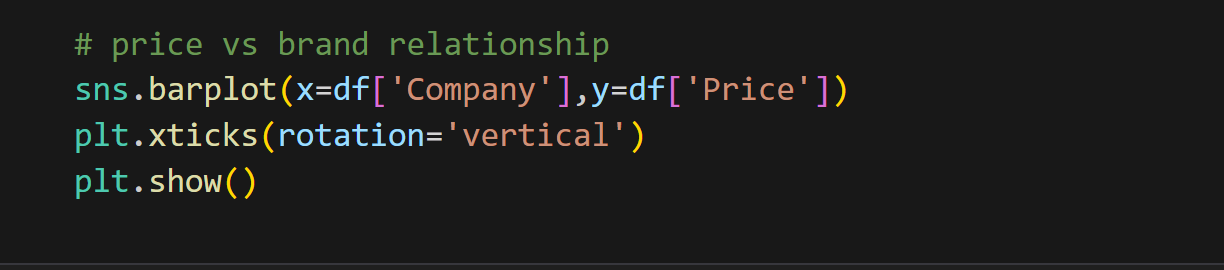 # price vs brand relationship
sns.barplot(x=df['Company'],y=df['Price'])
plt.xticks(rotation='vertical')
plt.show()